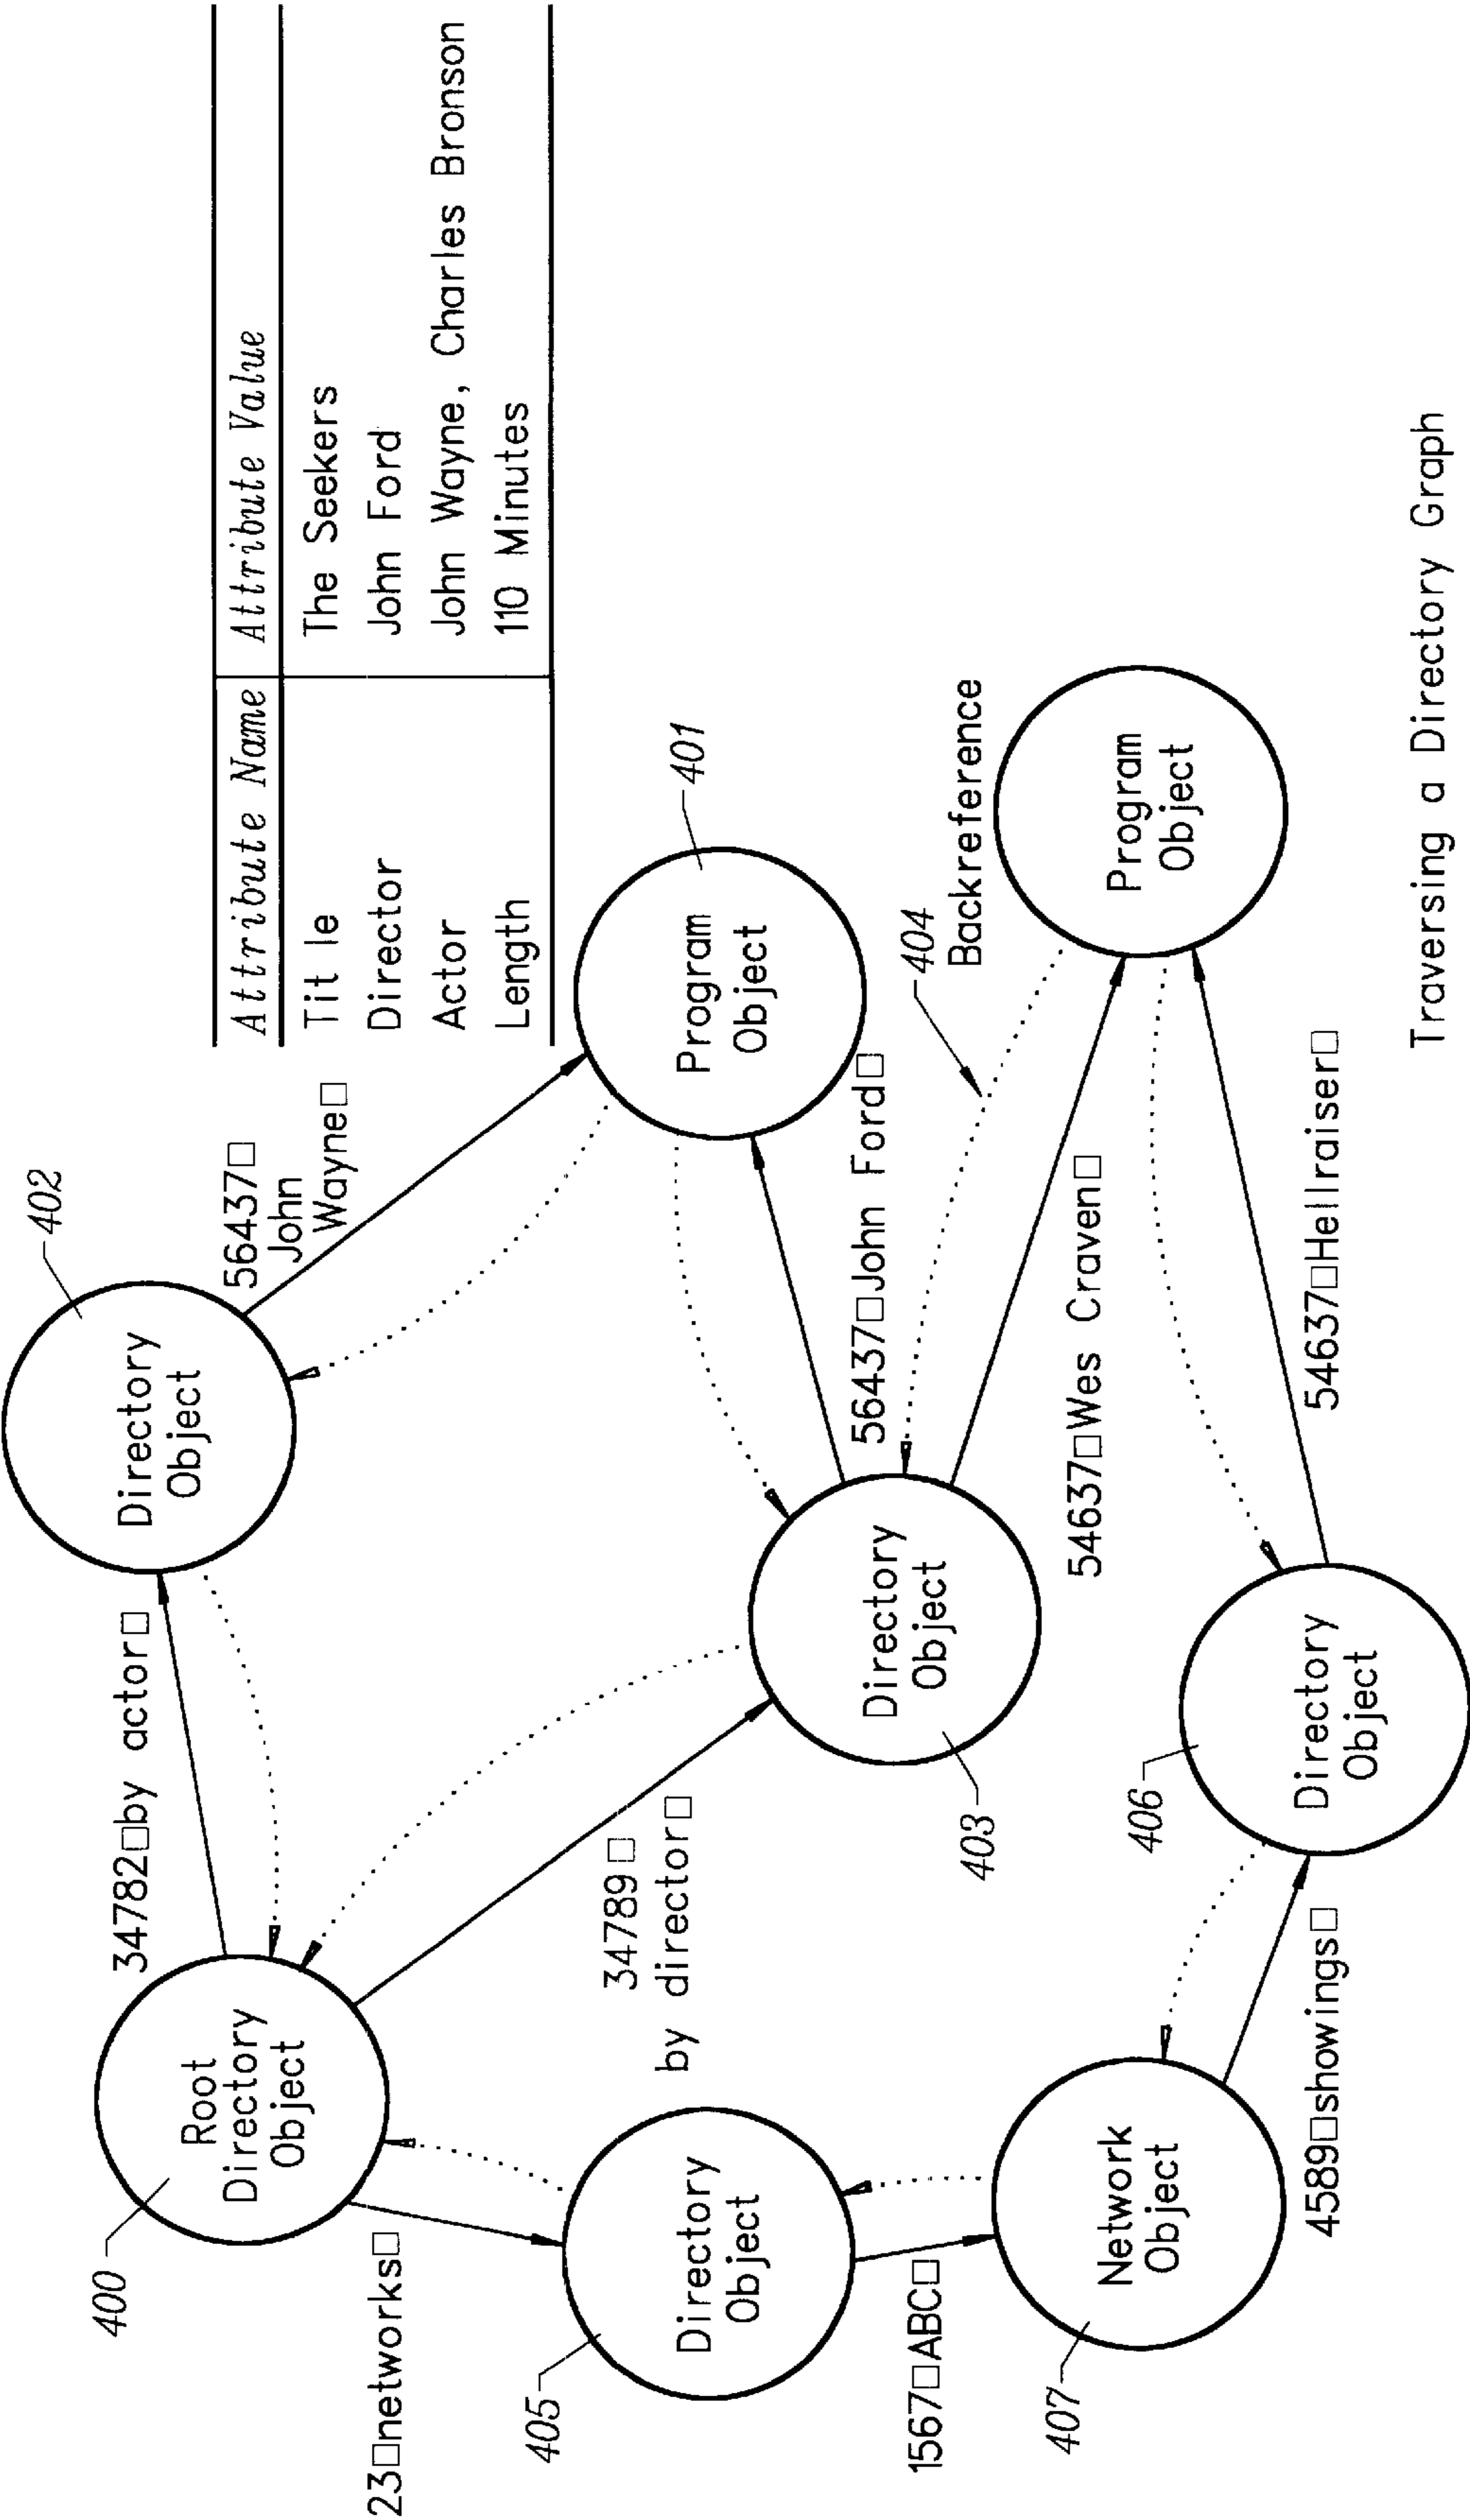 402
34782□by actor□
56437□
John
Wayne□
Directory
Object
Attribute Name Attribute Value
Title The Seekers
Director John Ford
Actor John Wayne, Charles Bronson
Length 110 Minutes
400
Root
Directory
Object
401
Program
Object
23□networks□
34789□
by director□
56437□John Ford□
404
Backreference
405
Directory
Object
Directory
Object
403
1567□ABC□
54637□Wes Craven□
Program
Object
407
Network
Object
406
Directory
Object
4589□showings□
54637□Hellraiser□
Traversing a Directory Graph